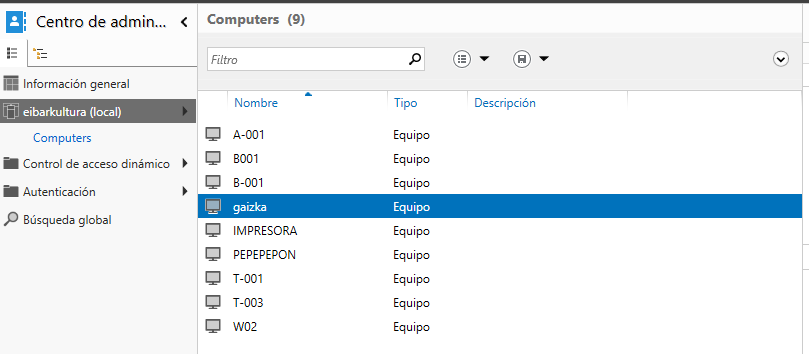 Centro de admin...
Información general
eibarkultura (local)
Computers
Control de acceso dinámico
Autenticación
Búsqueda global
Computers (9)
Filtro
Nombre Tipo Descripción
A-001 Equipo
B001 Equipo
B-001 Equipo
gaizka Equipo
IMPRESORA Equipo
PEPEPEPON Equipo
T-001 Equipo
T-003 Equipo
W02 Equipo